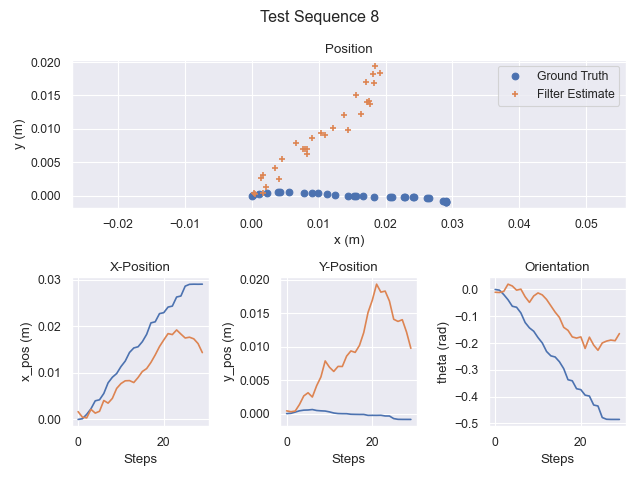 Test Sequence 8
Position
0.020
0.015
0.010
0.005
0.000
y (m)
Ground Truth
Filter Estimate
−0.02
−0.01
0.00
0.01
0.02
0.03
0.04
0.05
x (m)
X-Position
0.03
0.02
0.01
0.00
x_pos (m)
0
20
Steps
Y-Position
0.020
0.015
0.010
0.005
0.000
y_pos (m)
0
20
Steps
Orientation
0.0
−0.1
−0.2
−0.3
−0.4
−0.5
theta (rad)
0
20
Steps